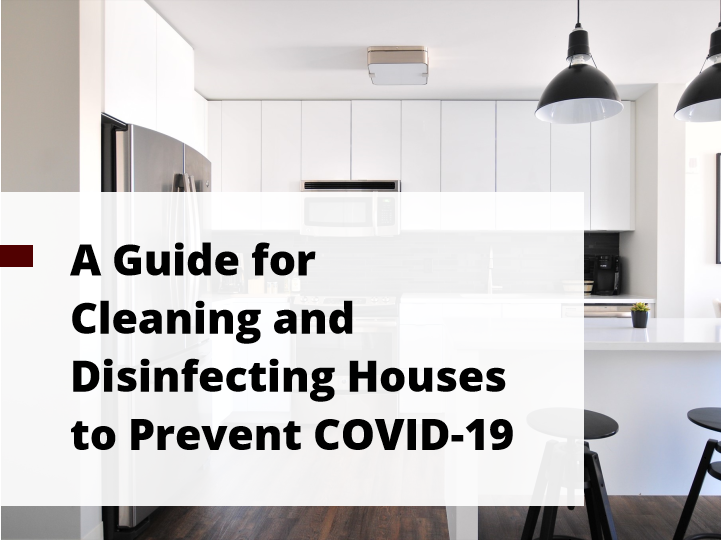 A Guide for
Cleaning and
Disinfecting Houses
to Prevent COVID-19